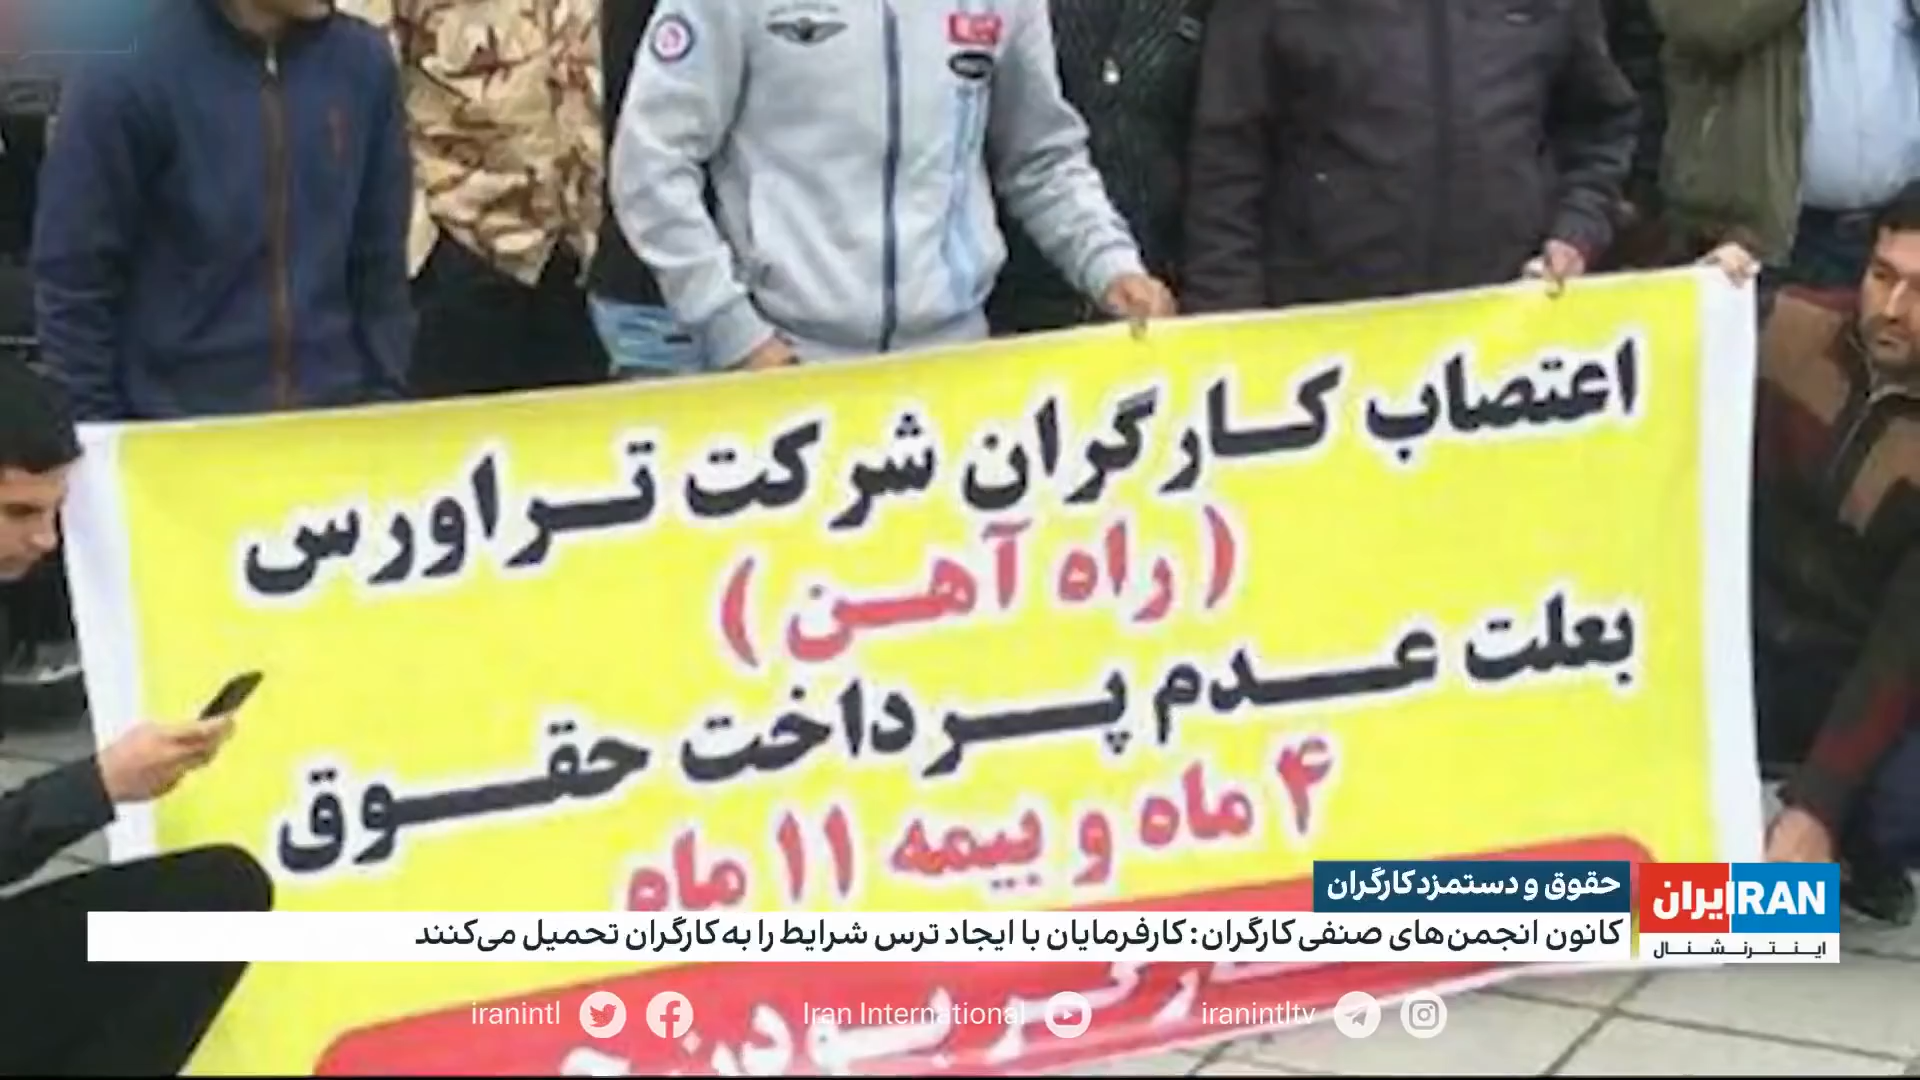 اعتصاب کارگران شرکت تراورس
( راه آهن )
بعلت عدم پرداخت حقوق
۴ ماه و بیمه ۱۱ ماه
حقوق و دستمزد کارگران
کانون انجمن‌های صنفی کارگران: کارفرمایان با ایجاد ترس شرایط را به کارگران تحمیل می‌کنند
ایران IRAN
اینترنشنال
iranintl
Iran International
iranintltv